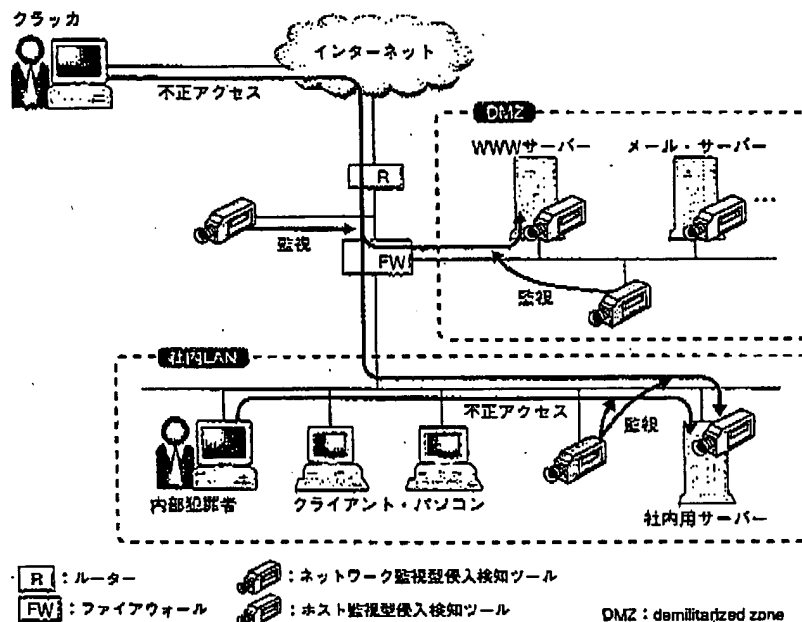 クラッカ
インターネット
不正アクセス
DMZ
WWWサーバー
メール・サーバー
...
R
監視
FW
監視
社内LAN
不正アクセス
監視
内部犯罪者
クライアント・パソコン
社内用サーバー
R:ルーター
:ネットワーク監視型侵入検知ツール
FW:ファイアウォール
:ホスト監視型侵入検知ツール
DMZ:demilitarized zone